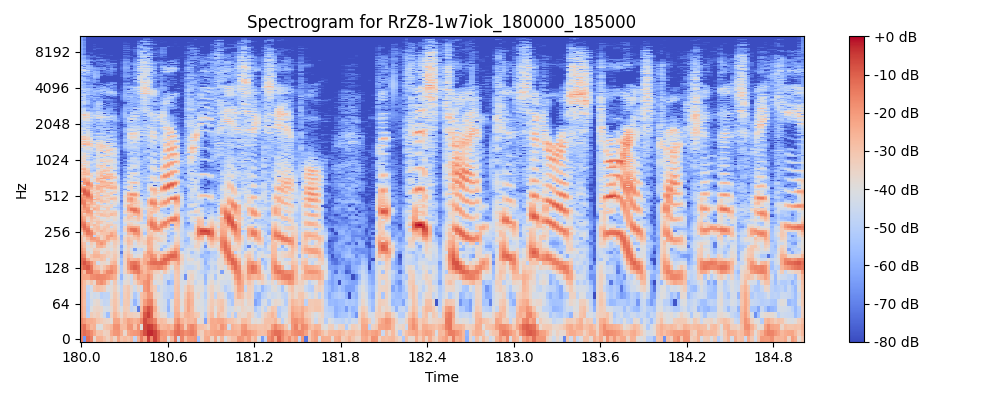 Spectrogram for RrZ8-1w7iok_180000_185000
Hz
8192
4096
2048
1024
512
256
128
64
0
180.0 180.6 181.2 181.8 182.4 183.0 183.6 184.2 184.8
Time
+0 dB
-10 dB
-20 dB
-30 dB
-40 dB
-50 dB
-60 dB
-70 dB
-80 dB